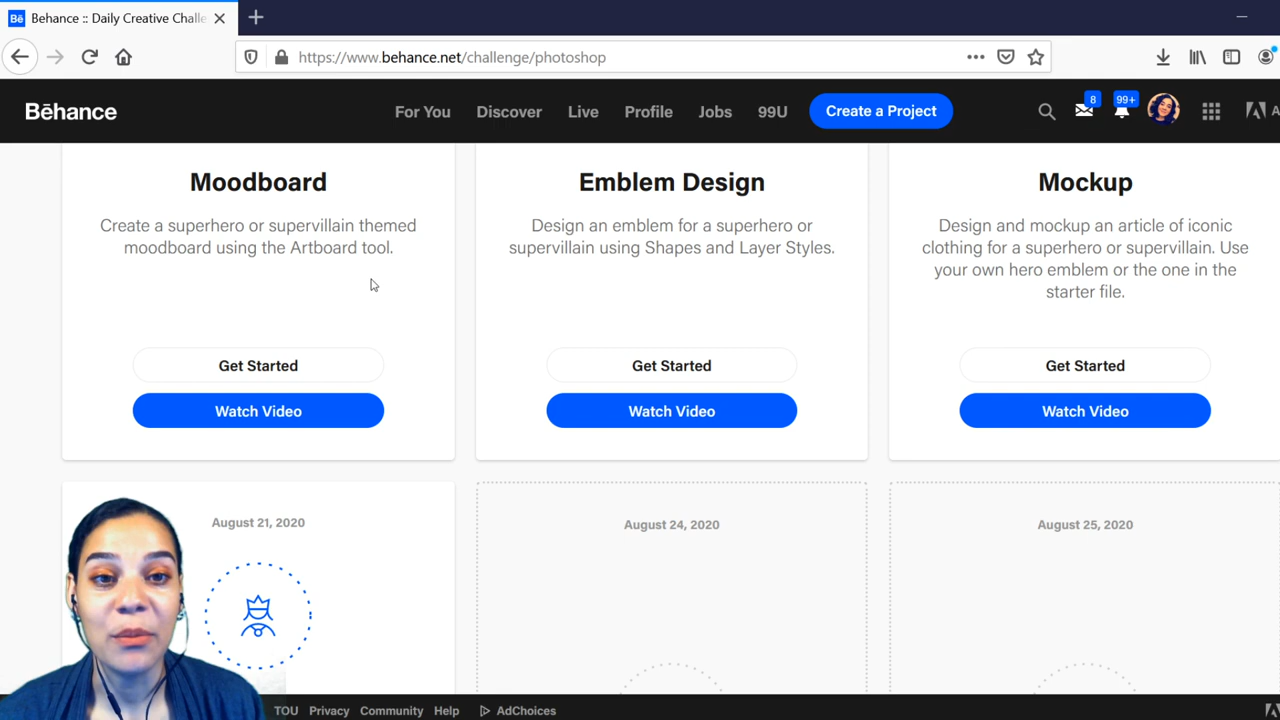 Bē Behance :: Daily Creative Challe
https://www.behance.net/challenge/photoshop
Bēhance For You Discover Live Profile Jobs 99U Create a Project 8 99+ A
Moodboard
Create a superhero or supervillain themed
moodboard using the Artboard tool.
Get Started
Watch Video
Emblem Design
Design an emblem for a superhero or
supervillain using Shapes and Layer Styles.
Get Started
Watch Video
Mockup
Design and mockup an article of iconic
clothing for a superhero or supervillain. Use
your own hero emblem or the one in the
starter file.
Get Started
Watch Video
August 21, 2020
August 24, 2020
August 25, 2020
TOU Privacy Community Help AdChoices